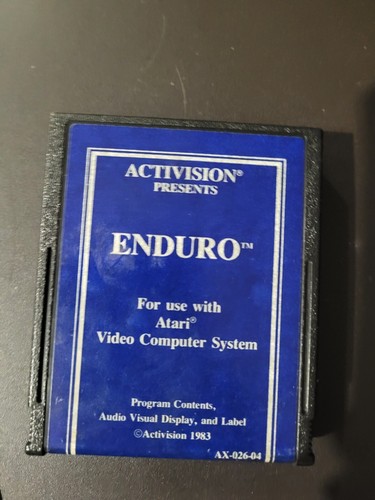 ACTIVISION®
PRESENTS
ENDURO™
For use with
Atari®
Video Computer System
Program Contents,
Audio Visual Display, and Label
©Activision 1983
AX-026-04